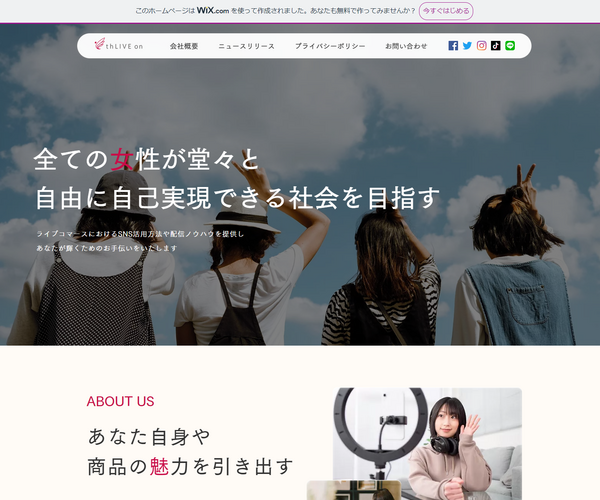 このホームページは WiX.com を使って作成されました。あなたも無料で作ってみませんか？ 今すぐはじめる
thLIVE on 会社概要 ニュースリリース プライバシーポリシー お問い合わせ
全ての女性が堂々と
自由に自己実現できる社会を目指す
ライブコマースにおけるSNS活用方法や配信ノウハウを提供し
あなたが輝くためのお手伝いをいたします
ABOUT US
あなた自身や
商品の魅力を引き出す